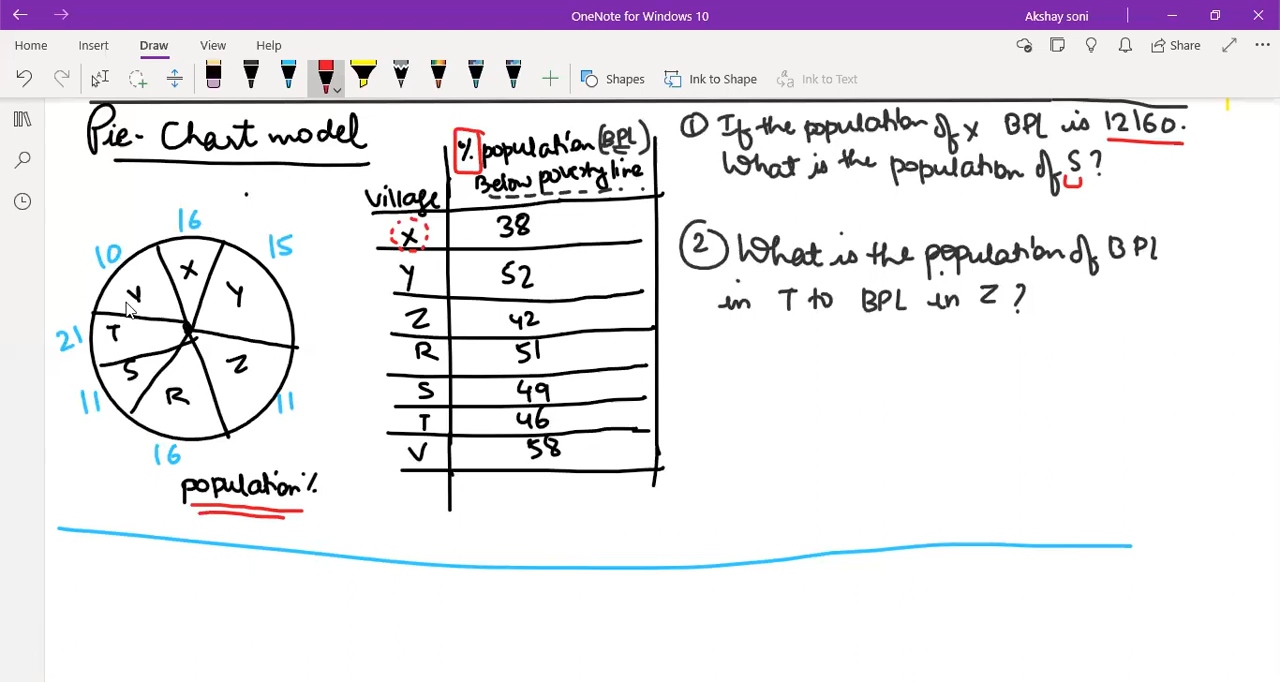 OneNote for Windows 10
Akshay soni
Home Insert Draw View Help
Share
Shapes
Ink to Shape
Ink to Text
Pie- Chart model
16
10
15
X
V
Y
21
T
S
Z
R
11
11
16
population %
Village
% population (BPL)
Below poverty line
X 38
Y 52
Z 42
R 51
S 49
T 46
V 58
① If the population of x BPL is 12160.
What is the population of S?
② What is the population of BPL
in T to BPL in Z?